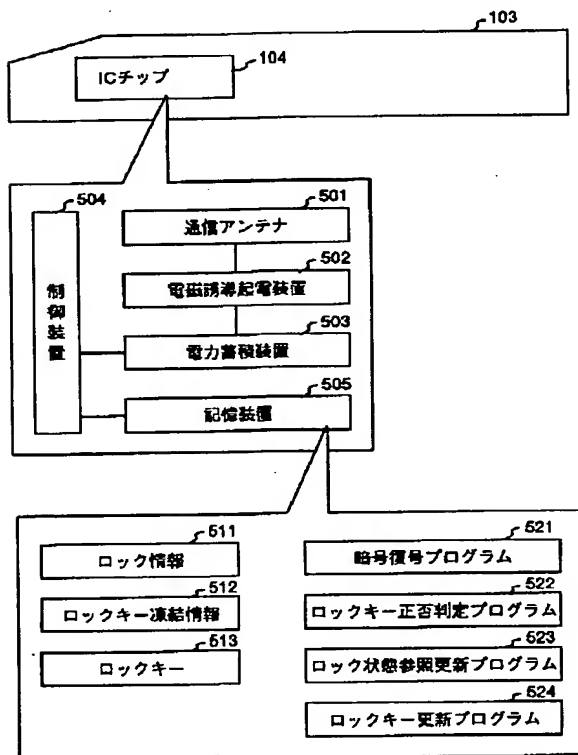 103
ICチップ
104
504
501
通信アンテナ
502
電磁誘導起電装置
制御装置
503
電力蓄積装置
505
記憶装置
511
ロック情報
521
暗号復号プログラム
512
ロックキー凍結情報
522
ロックキー正否判定プログラム
513
ロックキー
523
ロック状態参照更新プログラム
524
ロックキー更新プログラム